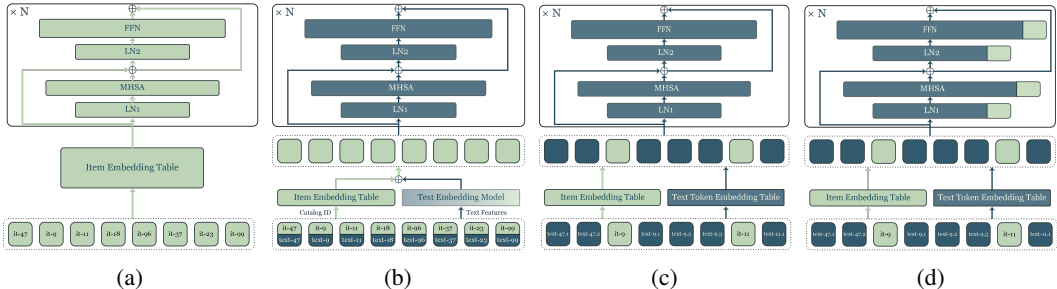 × N
FFN
LN2
MHSA
LN1
Item Embedding Table
it-47 it-9 it-11 it-18 it-96 it-37 it-23 it-99
(a)
× N
FFN
LN2
MHSA
LN1
Item Embedding Table Text Embedding Model
Catalog ID Text Features
it-47 it-9 it-11 it-18 it-96 it-37 it-23 it-99
text-47 text-9 text-11 text-18 text-96 text-37 text-23 text-99
(b)
× N
FFN
LN2
MHSA
LN1
Item Embedding Table Text Token Embedding Table
text-47.1 text-47.2 it-9 text-9.1 text-9.2 text-9.3 it-11 text-11.1
(c)
× N
FFN
LN2
MHSA
LN1
Item Embedding Table Text Token Embedding Table
text-47.1 text-47.2 it-9 text-9.1 text-9.2 text-9.3 it-11 text-11.1
(d)